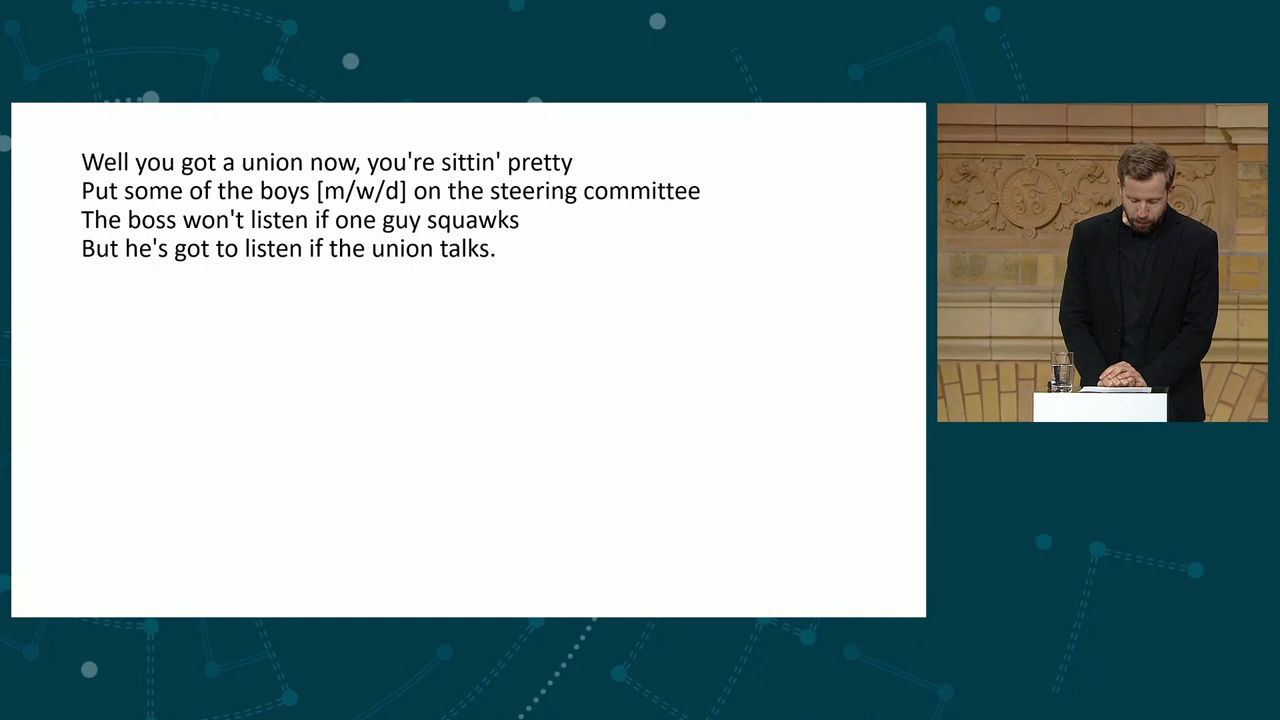 Well you got a union now, you're sittin' pretty
Put some of the boys [m/w/d] on the steering committee
The boss won't listen if one guy squawks
But he's got to listen if the union talks.